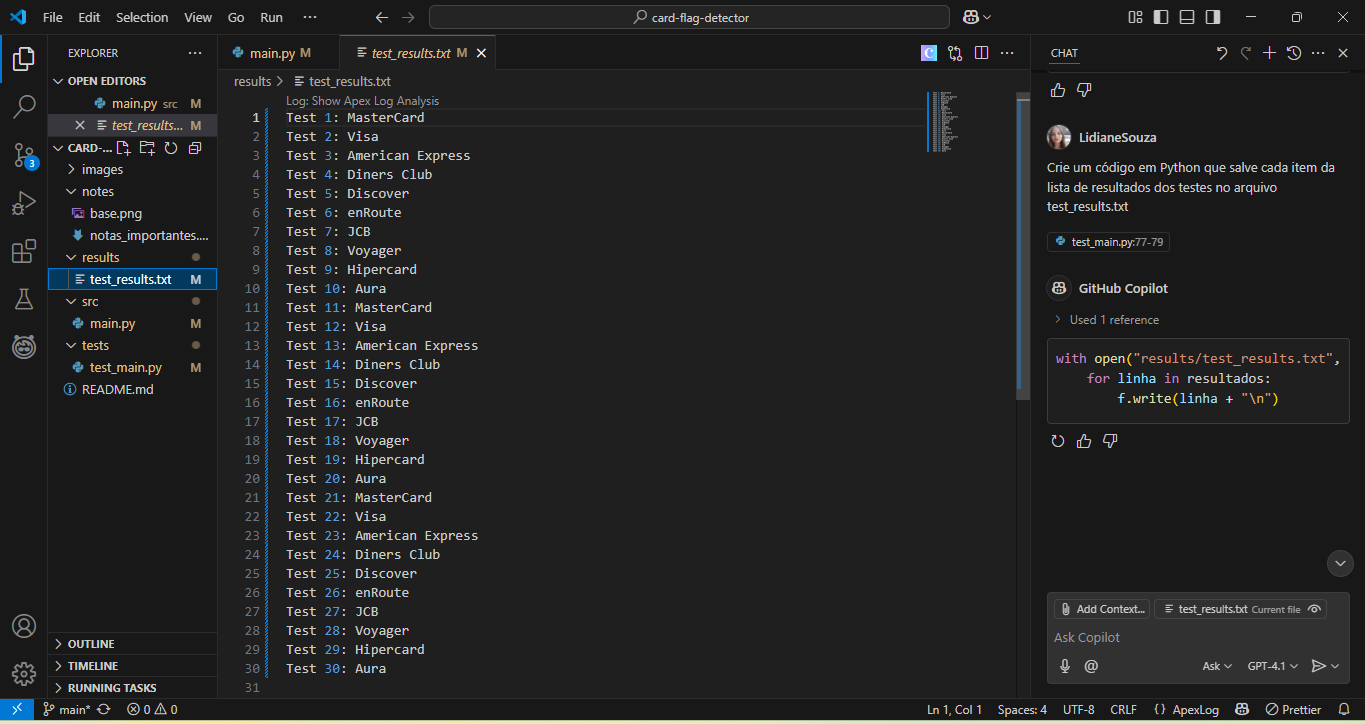 File Edit Selection View Go Run ··· card-flag-detector
EXPLORER ···
OPEN EDITORS
main.py src M
test_results... M
CARD-...
images
notes
base.png
notas_importantes....
results
test_results.txt M
src
main.py M
tests
test_main.py M
README.md
OUTLINE
TIMELINE
RUNNING TASKS
3
main.py M test_results.txt M
results > test_results.txt
Log: Show Apex Log Analysis
1 Test 1: MasterCard
2 Test 2: Visa
3 Test 3: American Express
4 Test 4: Diners Club
5 Test 5: Discover
6 Test 6: enRoute
7 Test 7: JCB
8 Test 8: Voyager
9 Test 9: Hipercard
10 Test 10: Aura
11 Test 11: MasterCard
12 Test 12: Visa
13 Test 13: American Express
14 Test 14: Diners Club
15 Test 15: Discover
16 Test 16: enRoute
17 Test 17: JCB
18 Test 18: Voyager
19 Test 19: Hipercard
20 Test 20: Aura
21 Test 21: MasterCard
22 Test 22: Visa
23 Test 23: American Express
24 Test 24: Diners Club
25 Test 25: Discover
26 Test 26: enRoute
27 Test 27: JCB
28 Test 28: Voyager
29 Test 29: Hipercard
30 Test 30: Aura
31
CHAT
LidianeSouza
Crie um código em Python que salve cada item da
lista de resultados dos testes no arquivo
test_results.txt
test_main.py:77-79
GitHub Copilot
Used 1 reference
with open("results/test_results.txt",
for linha in resultados:
f.write(linha + "\n")
Add Context... test_results.txt Current file
Ask Copilot
@ Ask GPT-4.1
main* 0 0 Ln 1, Col 1 Spaces: 4 UTF-8 CRLF {} ApexLog Prettier